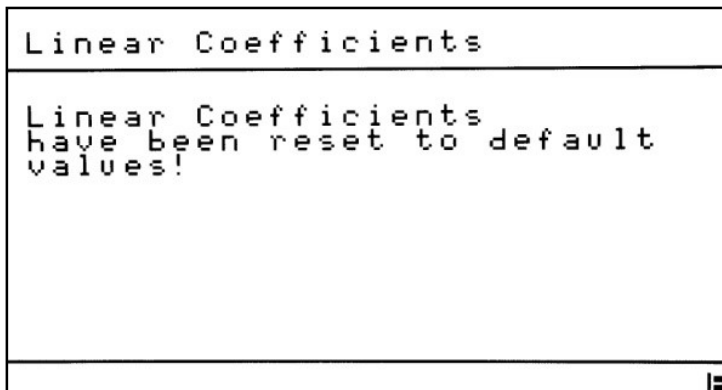 Linear Coefficients
Linear Coefficients
have been reset to default
values!